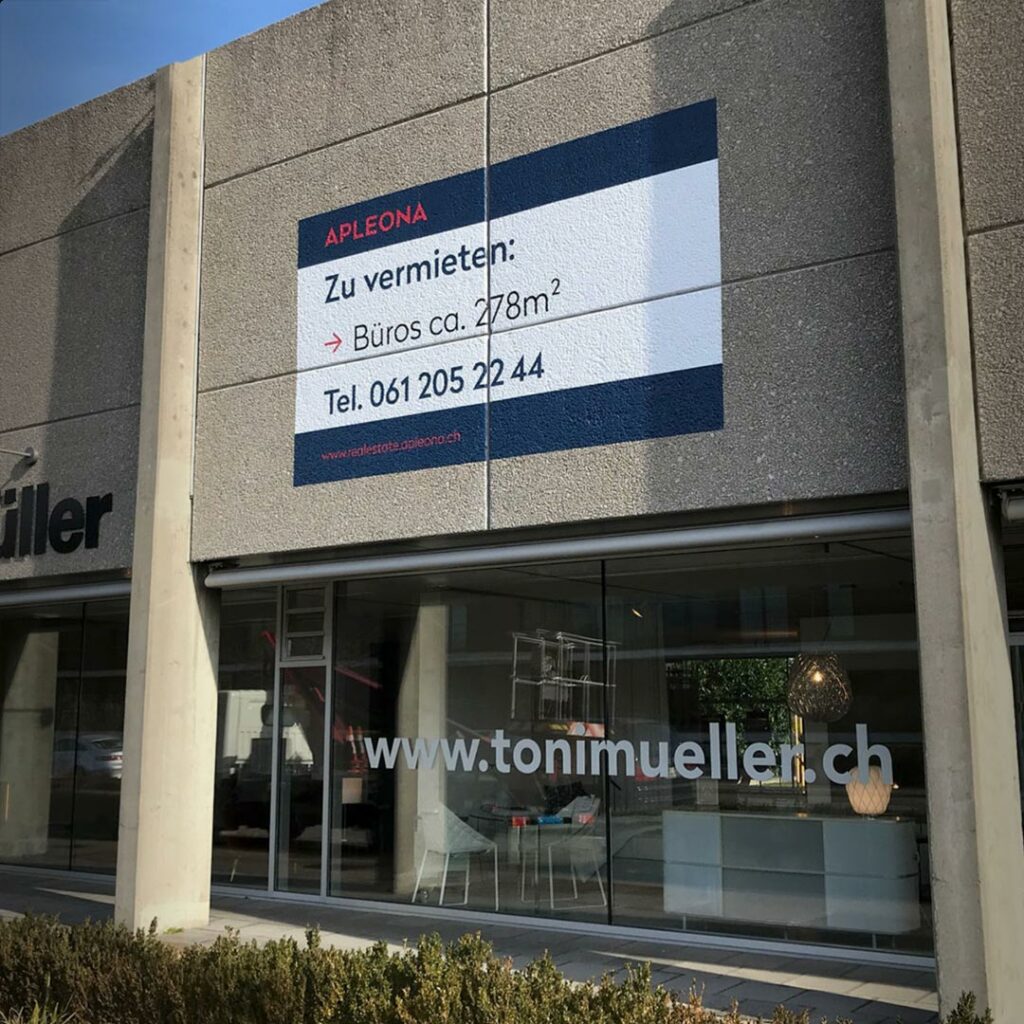 APLEONA
Zu vermieten:
→ Büros ca. 278m²
Tel. 061 205 22 44
www.realestate.apleona.ch
üller
www.tonimueller.ch